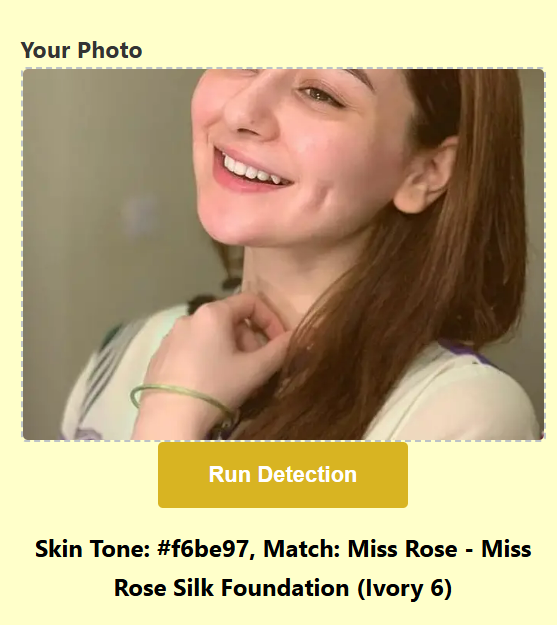 Your Photo
Run Detection
Skin Tone: #f6be97, Match: Miss Rose - Miss
Rose Silk Foundation (Ivory 6)